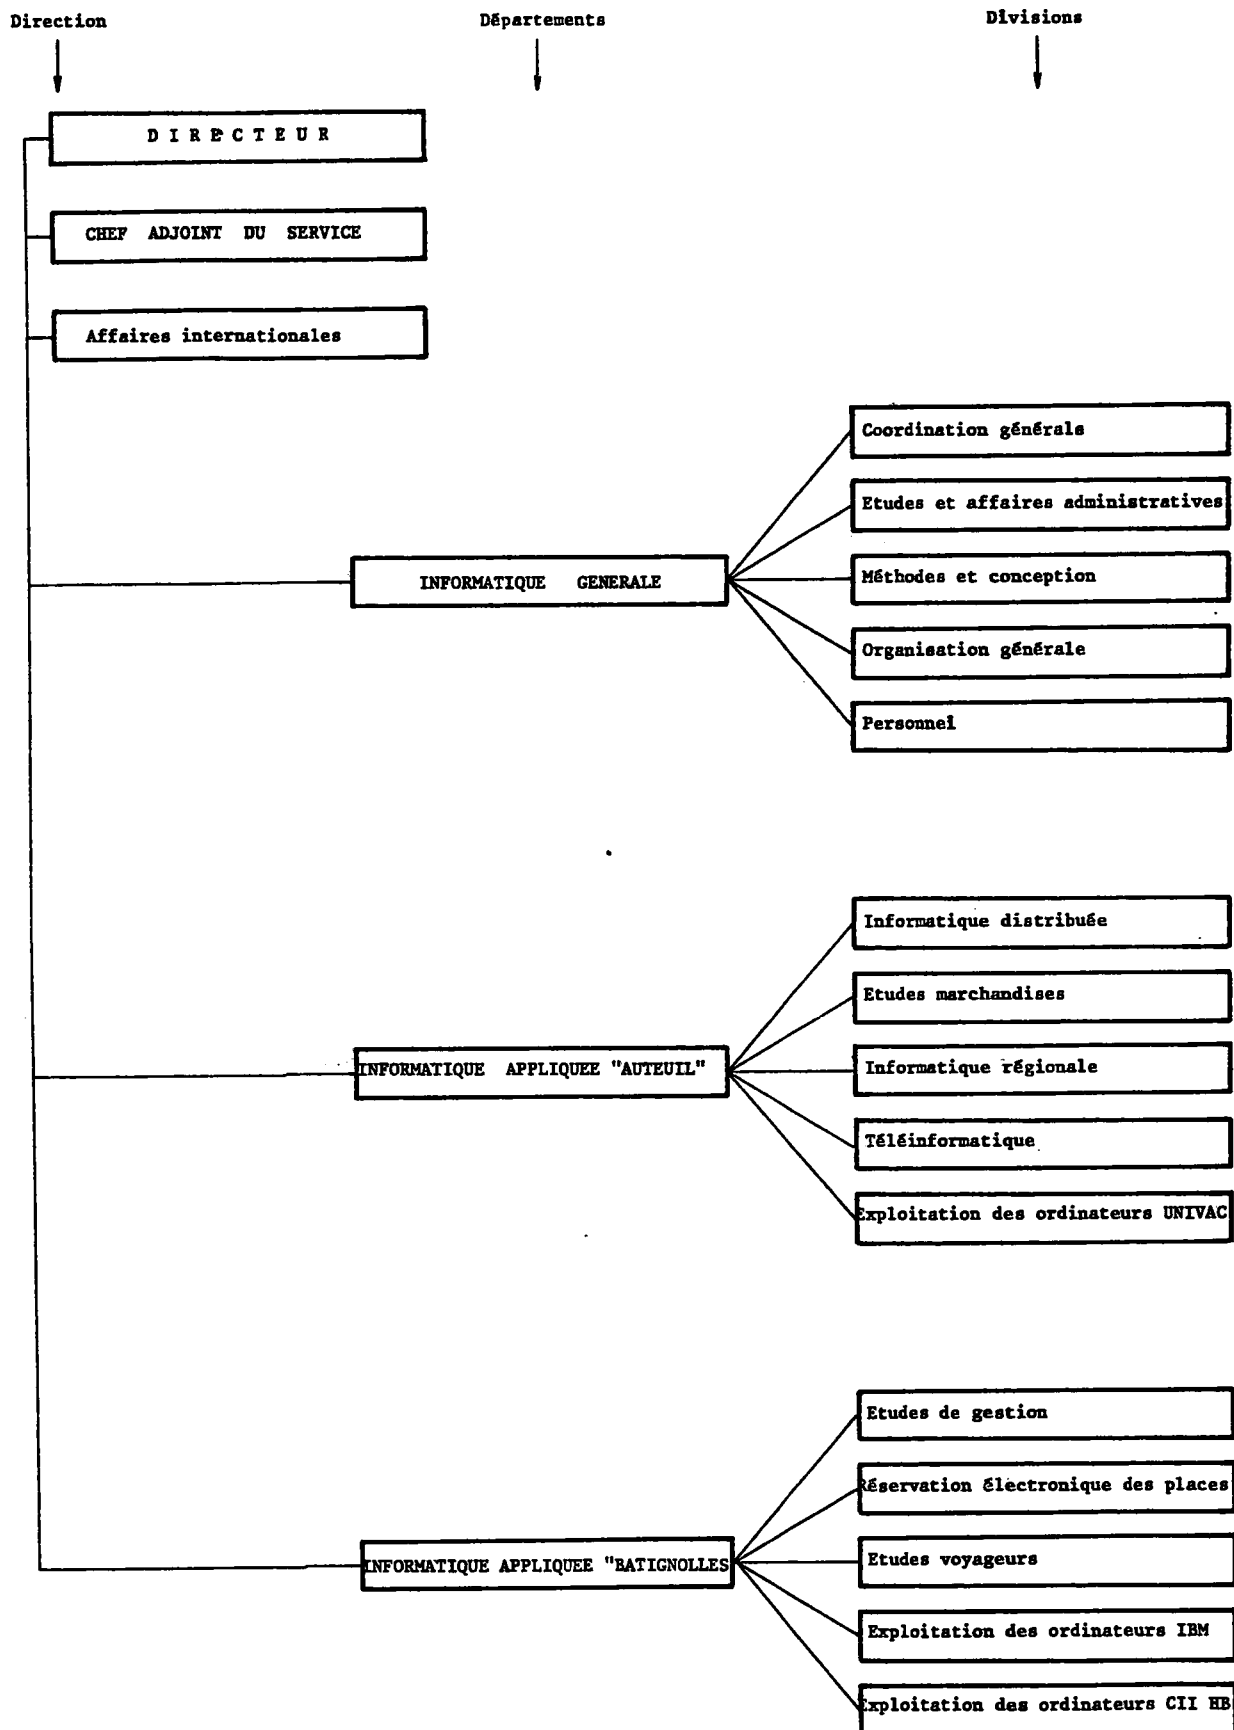 Direction
Départements
Divisions
DIRECTEUR
CHEF ADJOINT DU SERVICE
Affaires internationales
Coordination générals
Etudes et affaires administratives
INFORMATIQUE GENERALE
Méthodes et conception
Organisation générale
Personnel
Informatique distribuée
Etudes marchandises
INFORMATIQUE APPLIQUEE "AUTEUIL"
Informatique régionale
Téléinformatique
Exploitation des ordinateurs UNIVAC
Etudes de gestion
Réservation électronique des places
INFORMATIQUE APPLIQUEE "BATIGNOLLES
Etudes voyageurs
Exploitation des ordinateurs IBM
Exploitation des ordinateurs CII HB